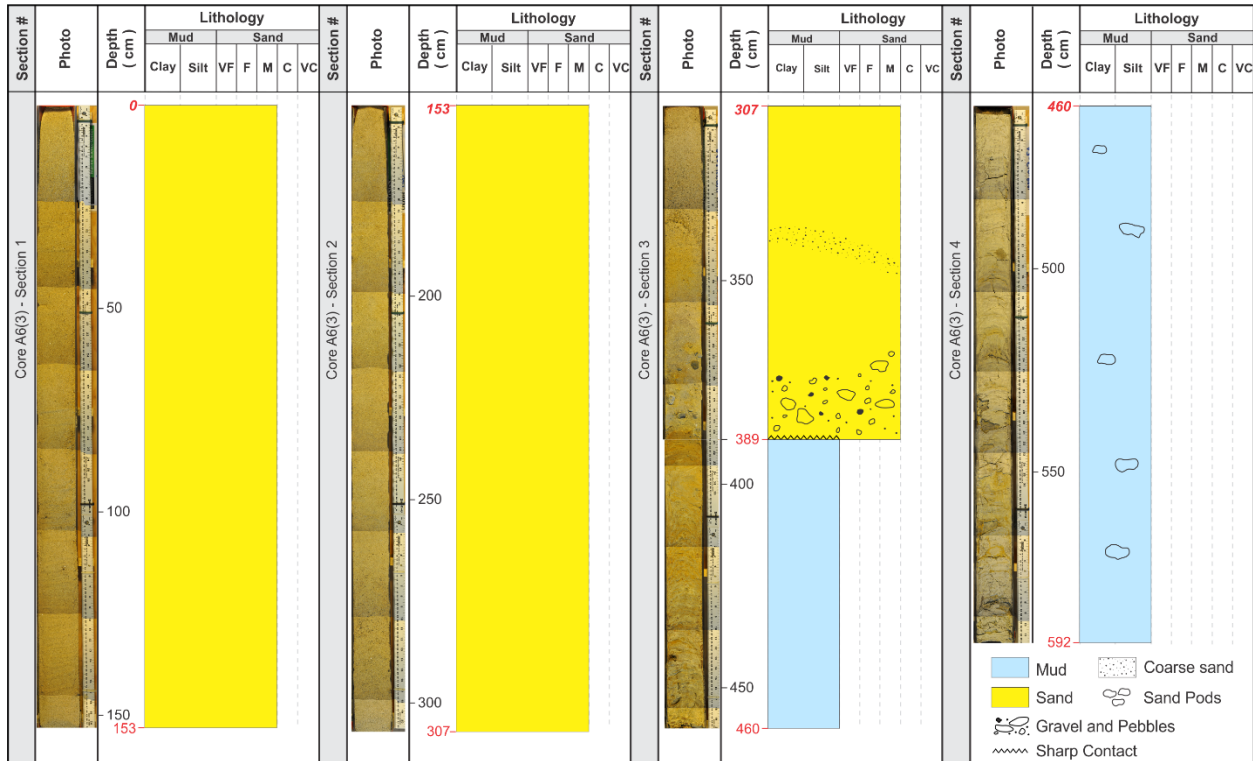 Section #
Photo
Depth ( cm )
Lithology
Mud Sand
Clay Silt VF F M C VC
Core A6(3) - Section 1
0
50
100
150
153
Section #
Photo
Depth ( cm )
Lithology
Mud Sand
Clay Silt VF F M C VC
Core A6(3) - Section 2
153
200
250
300
307
Section #
Photo
Depth ( cm )
Lithology
Mud Sand
Clay Silt VF F M C VC
Core A6(3) - Section 3
307
350
389
400
450
460
Section #
Photo
Depth ( cm )
Lithology
Mud Sand
Clay Silt VF F M C VC
Core A6(3) - Section 4
460
500
550
592
Mud
Coarse sand
Sand
Sand Pods
Gravel and Pebbles
Sharp Contact